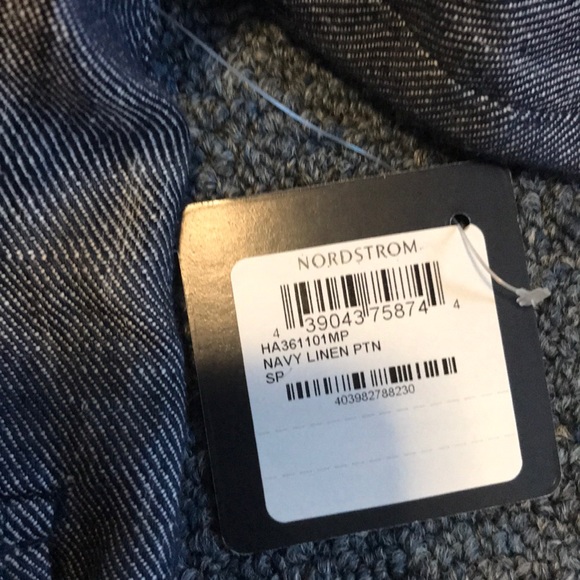 NORDSTROM
4 39043 75874 4
HA361101MP
NAVY LINEN PTN
SP
403982788230